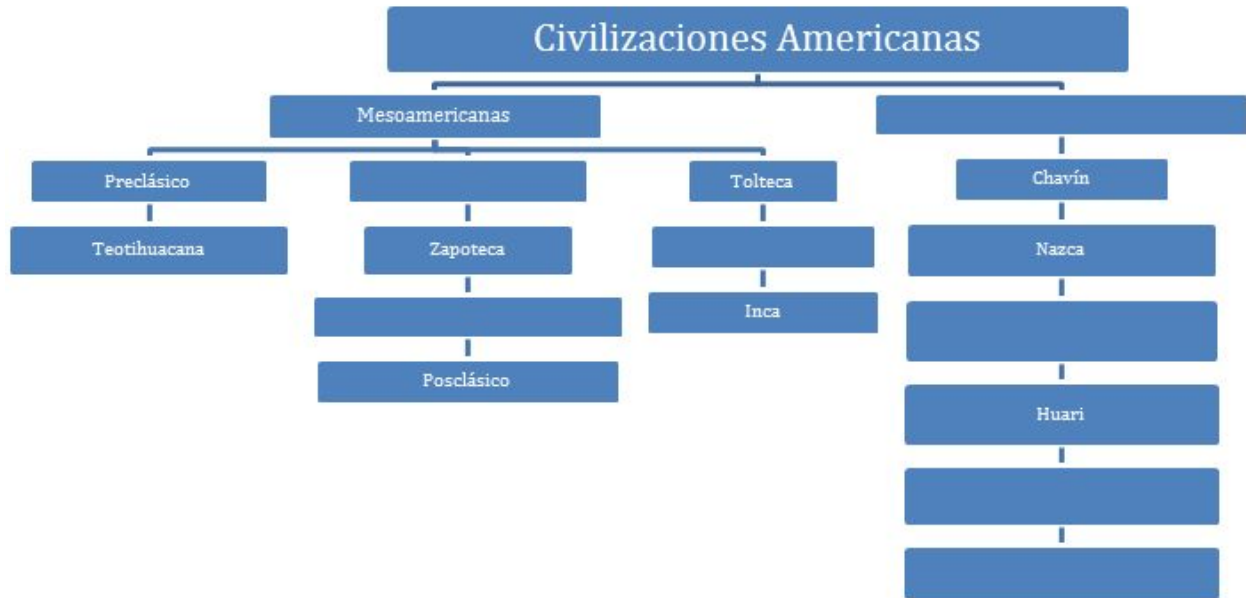 Civilizaciones Americanas
Mesoamericanas
Preclásico
Tolteca
Chavín
Teotihuacana
Zapoteca
Nazca
Inca
Posclásico
Huari